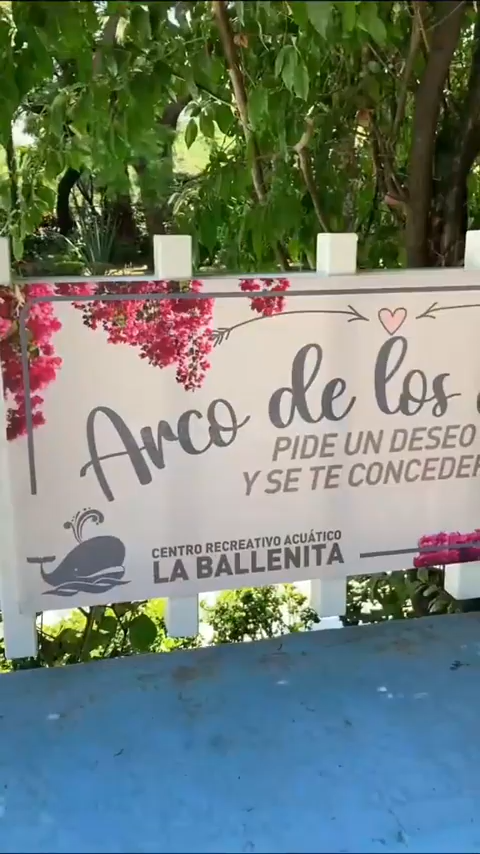 Arco de los
PIDE UN DESEO
Y SE TE CONCEDER
CENTRO RECREATIVO ACUÁTICO
LA BALLENITA